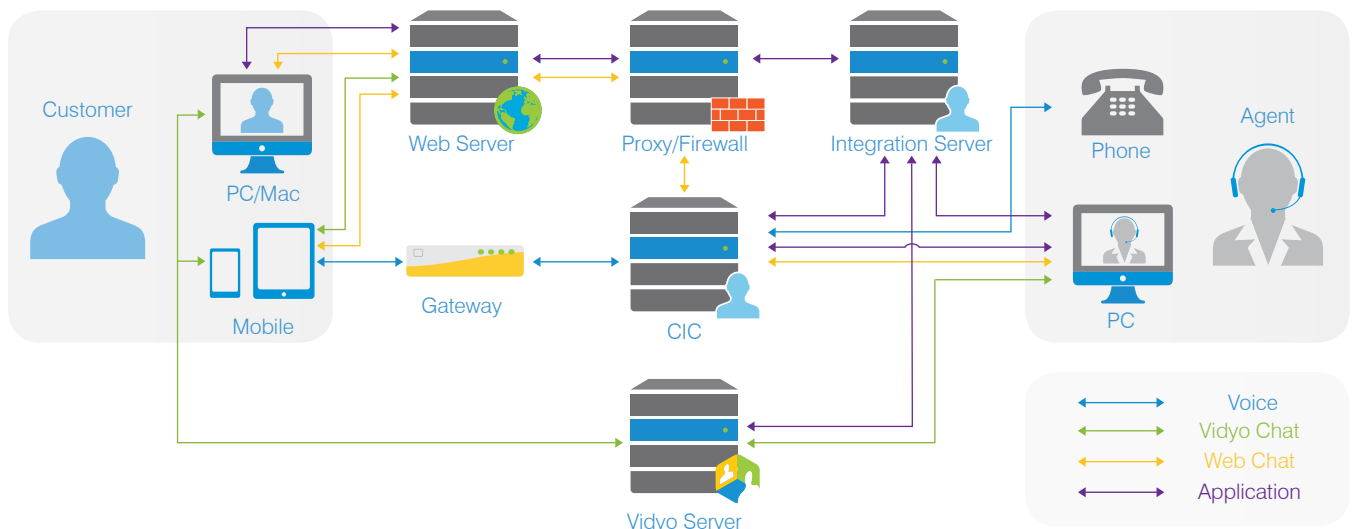 Customer
PC/Mac
Mobile
Web Server
Proxy/Firewall
Integration Server
Gateway
CIC
Vidyo Server
Phone
Agent
PC
Voice
Vidyo Chat
Web Chat
Application